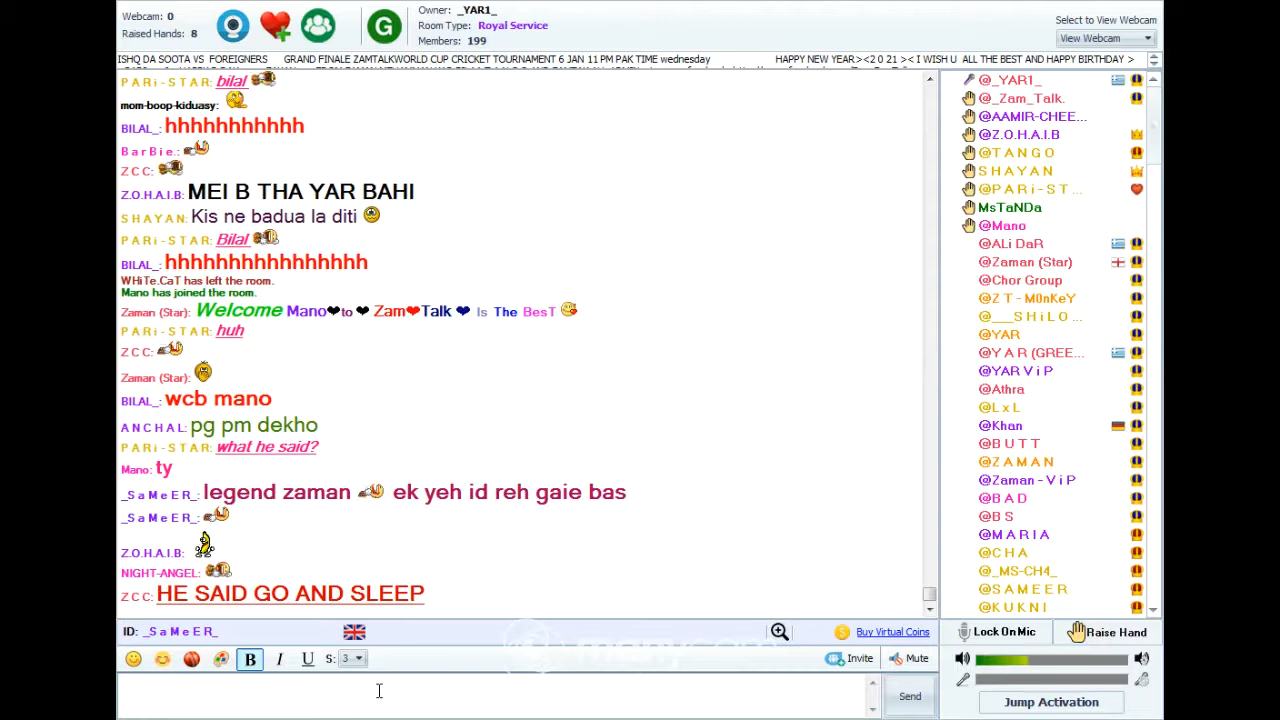 Webcam: 0
Raised Hands: 8
G
Owner: _YAR1_
Room Type: Royal Service
Members: 199
Select to View Webcam
View Webcam
ISHQ DA SOOTA VS FOREIGNERS GRAND FINALE ZAMTALKWORLD CUP CRICKET TOURNAMENT 6 JAN 11 PM PAK TIME wednesday HAPPY NEW YEAR><2 0 21 >< I WISH U ALL THE BEST AND HAPPY BIRTHDAY >
PARi-STAR: bilal
mom-boop-kiduasy:
BILAL_: hhhhhhhhhhh
BarBie.:
ZCC:
Z.O.H.A.I.B: MEI B THA YAR BAHI
SHAYAN: Kis ne badua la diti
PARi-STAR: Bilal
BILAL_: hhhhhhhhhhhhhhhh
WHiTe.CaT has left the room.
Mano has joined the room.
Zaman (Star): Welcome Mano❤to ❤ Zam❤Talk ❤ Is The BesT
PARi-STAR: huh
ZCC:
Zaman (Star):
BILAL_: wcb mano
ANCHAL: pg pm dekho
PARi-STAR: what he said?
Mano: ty
_SaMeER_: legend zaman ek yeh id reh gaie bas
_SaMeER_:
Z.O.H.A.I.B:
NIGHT-ANGEL:
ZCC: HE SAID GO AND SLEEP
@_YAR1_
@_Zam_Talk.
@AAMIR-CHEE...
@Z.O.H.A.I.B
@TANGO
SHAYAN
@PARi-ST...
MsTaNDa
@Mano
@ALi DaR
@Zaman (Star)
@Chor Group
@ZT-M0nKeY
@___SHiLO...
@YAR
@YAR (GREE...
@YAR ViP
@Athra
@LxL
@Khan
@BUTT
@ZAMAN
@Zaman-ViP
@BAD
@BS
@MARIA
@CHA
@_MS-CH4_
@SAMEER
@KUKNI
ID: _SaMeER_
Buy Virtual Coins
Lock On Mic
Raise Hand
B I U S: 3
Invite
Mute
Send
Jump Activation